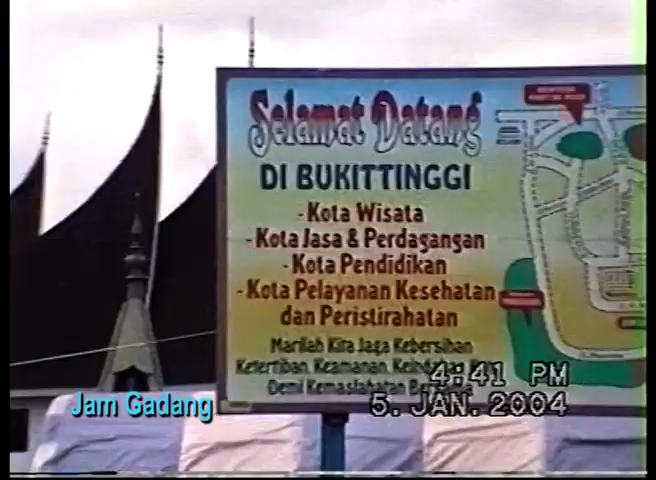 Selamat Datang
DI BUKITTINGGI
- KOTA WISATA
- KOTA JASA & PERDAGANGAN
- KOTA PENDIDIKAN
- KOTA PELAYANAN KESEHATAN
DAN PERISTIRAHATAN
MARILAH KITA JAGA KEBERSIHAN
KETERTIBAN, KEAMANAN,
DEMI KEMASLAHATAN
4:41 PM
Jam Gadang
5. JAN. 2004